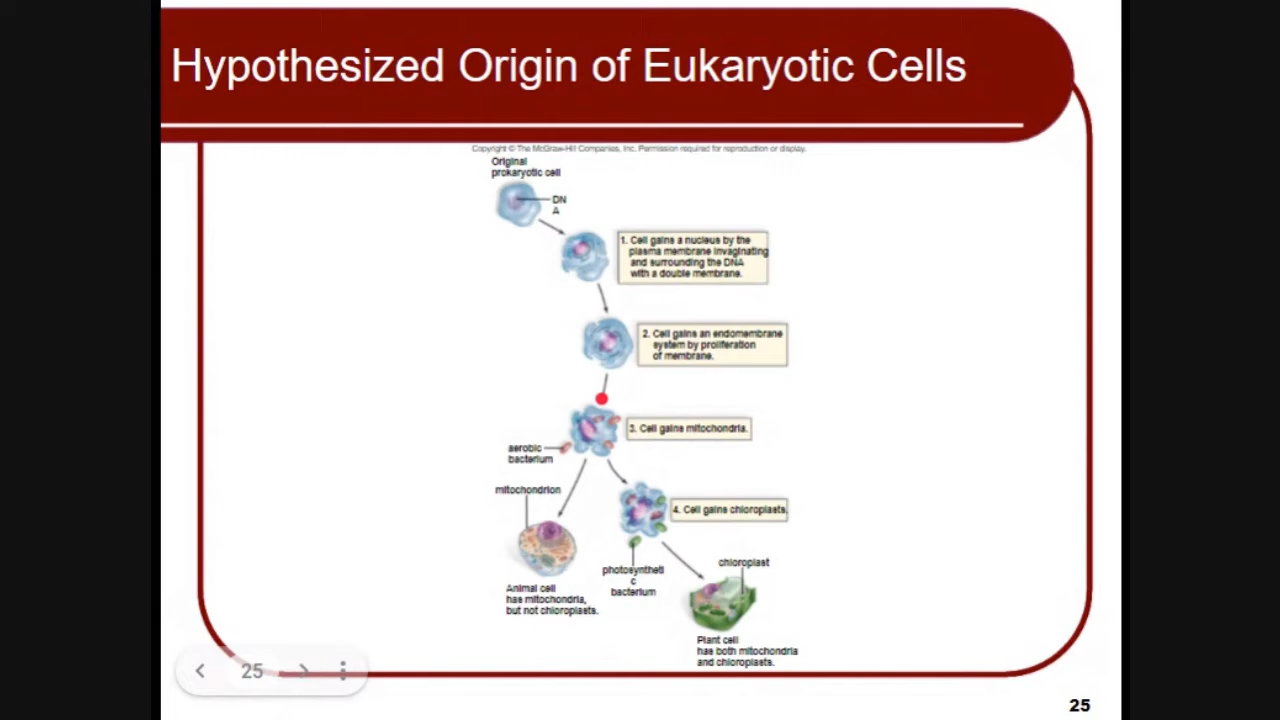 Hypothesized Origin of Eukaryotic Cells
Copyright © The McGraw-Hill Companies, Inc. Permission required for reproduction or display.
Original
prokaryotic cell
DN
A
1. Cell gains a nucleus by the
plasma membrane invaginating
and surrounding the DNA
with a double membrane.
2. Cell gains an endomembrane
system by proliferation
of membrane.
3. Cell gains mitochondria.
aerobic
bacterium
mitochondrion
4. Cell gains chloroplasts.
photosyntheti
c
bacterium
chloroplast
Animal cell
has mitochondria,
but not chloroplasts.
Plant cell
has both mitochondria
and chloroplasts.
25
25